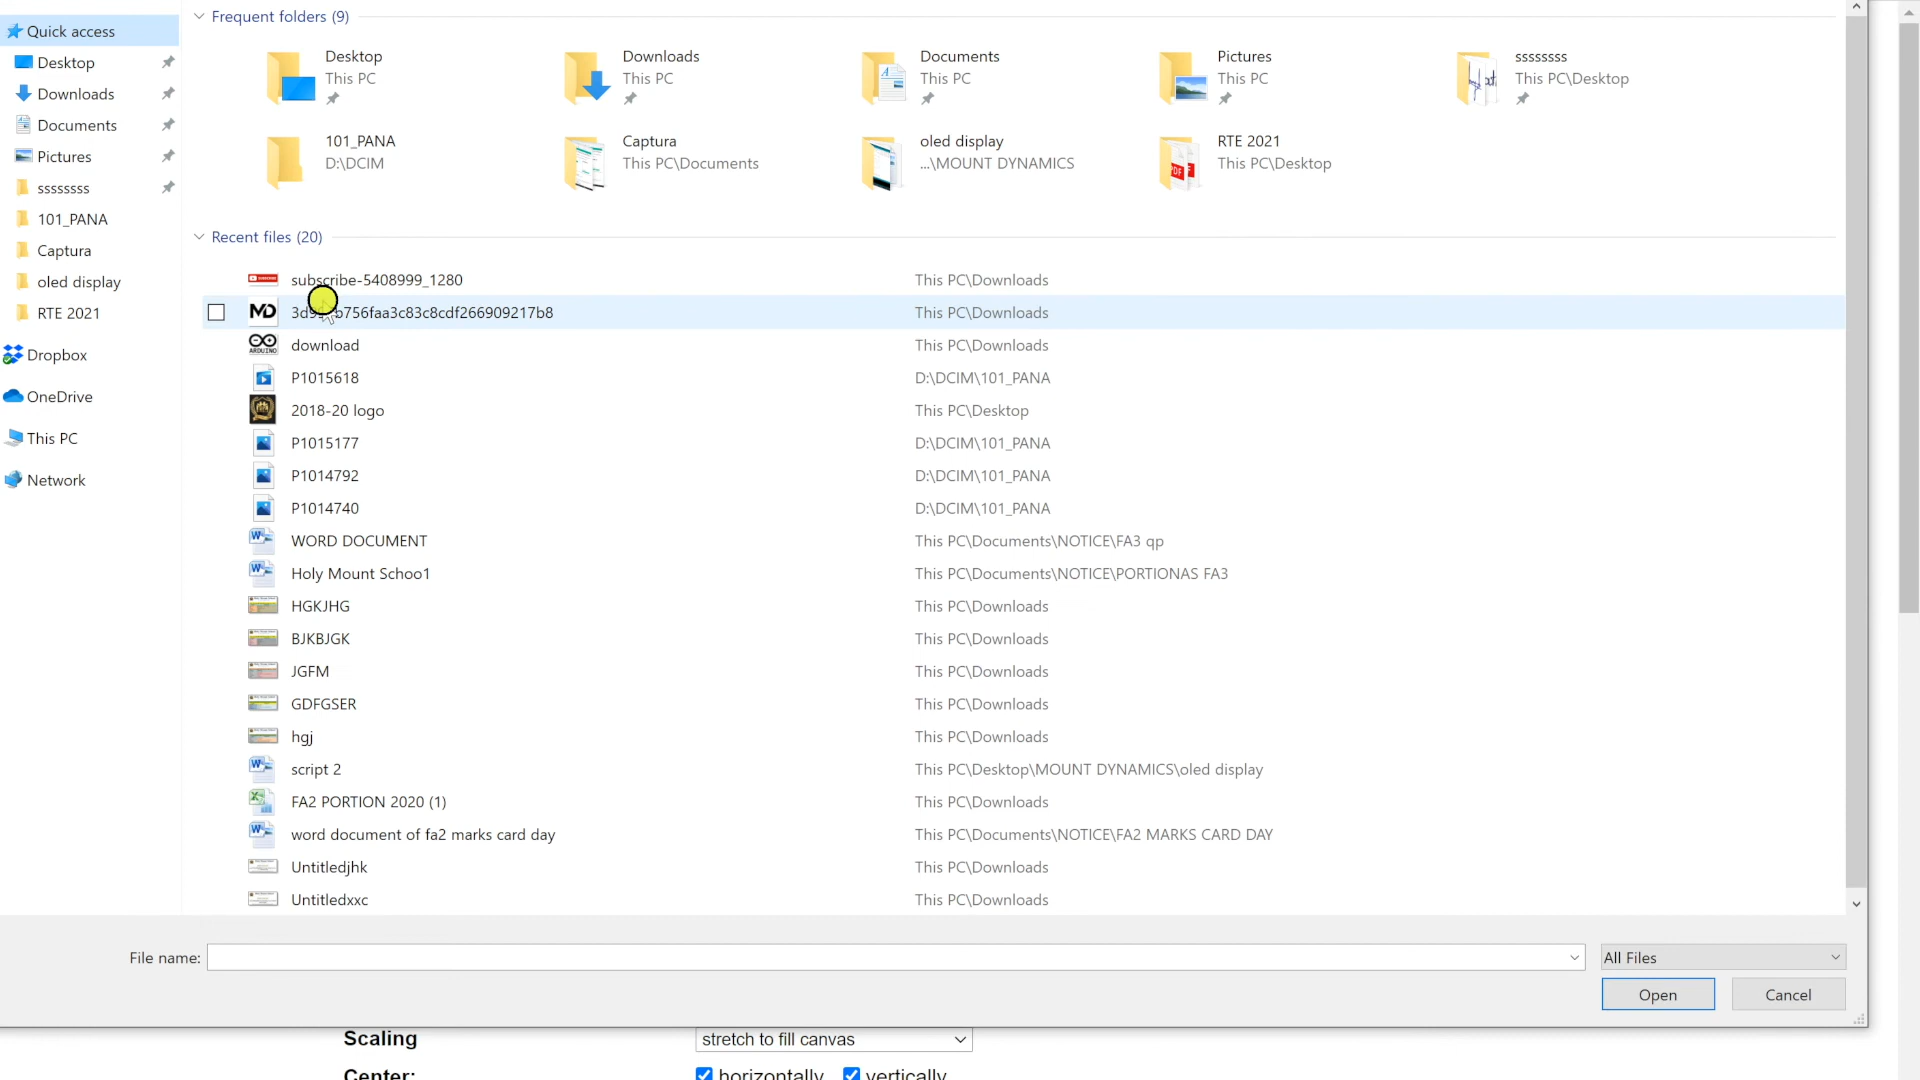 Quick access
Desktop
Downloads
Documents
Pictures
ssssssss
101_PANA
Captura
oled display
RTE 2021
Dropbox
OneDrive
This PC
Network
Frequent folders (9)
Desktop
This PC
Downloads
This PC
Documents
This PC
Pictures
This PC
ssssssss
This PC\Desktop
101_PANA
D:\DCIM
Captura
This PC\Documents
oled display
...\MOUNT DYNAMICS
RTE 2021
This PC\Desktop
Recent files (20)
subscribe-5408999_1280 This PC\Downloads
This PC\Downloads
download This PC\Downloads
P1015618 D:\DCIM\101_PANA
2018-20 logo This PC\Desktop
P1015177 D:\DCIM\101_PANA
P1014792 D:\DCIM\101_PANA
P1014740 D:\DCIM\101_PANA
WORD DOCUMENT This PC\Documents\NOTICE\FA3 qp
Holy Mount Schoo1 This PC\Documents\NOTICE\PORTIONAS FA3
HGKJHG This PC\Downloads
BJKBJGK This PC\Downloads
JGFM This PC\Downloads
GDFGSER This PC\Downloads
hgj This PC\Downloads
script 2 This PC\Desktop\MOUNT DYNAMICS\oled display
FA2 PORTION 2020 (1) This PC\Downloads
word document of fa2 marks card day This PC\Documents\NOTICE\FA2 MARKS CARD DAY
Untitledjhk This PC\Downloads
Untitledxxc This PC\Downloads
File name: All Files
Open Cancel
Scaling stretch to fill canvas
Center: horizontally vertically